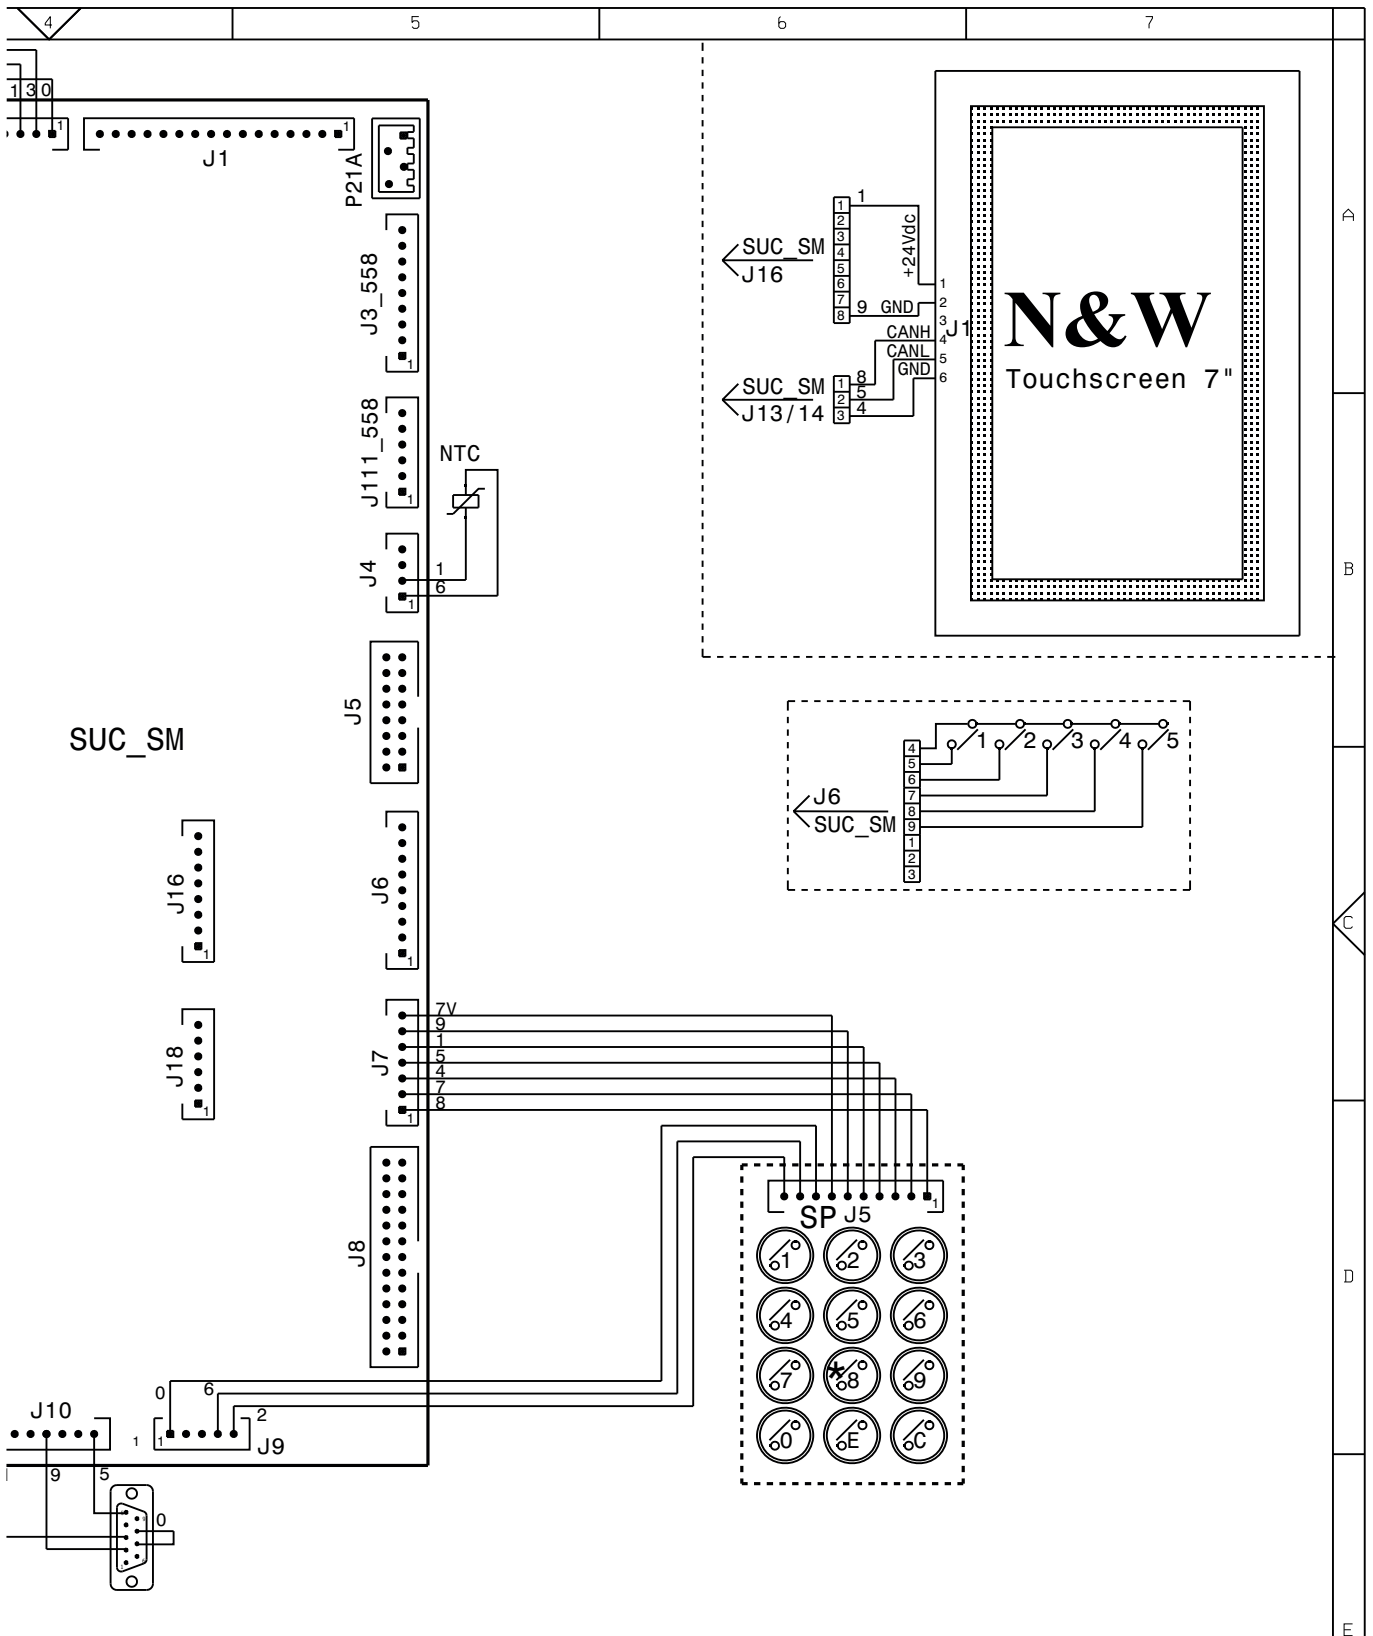 4 5 6 7
1 3 0
1
1
J1
P21A
A
1
SUC_SM
J16
1
2
3
4
5
6
7
8
+24Vdc
9 GND
CANH
CANL
GND
1
2
3
4
5
6
J1
N&W
Touchscreen 7"
J3_558
1
SUC_SM
J13/14
1
2
3
8
5
4
J111_558
1
NTC
J4
1
6
1
B
J5
SUC_SM
1 2 3 4 5
4
5
6
7
8
9
1
2
3
J6
SUC_SM
J16
1
J6
1
C
J18
1
J7
7V
9
1
5
4
7
8
1
1
SP J5
J8
1 2 3
4 5 6
7 *8 9
0 E C
D
0 6
2
J10
1 1
J9
9 5
0
E